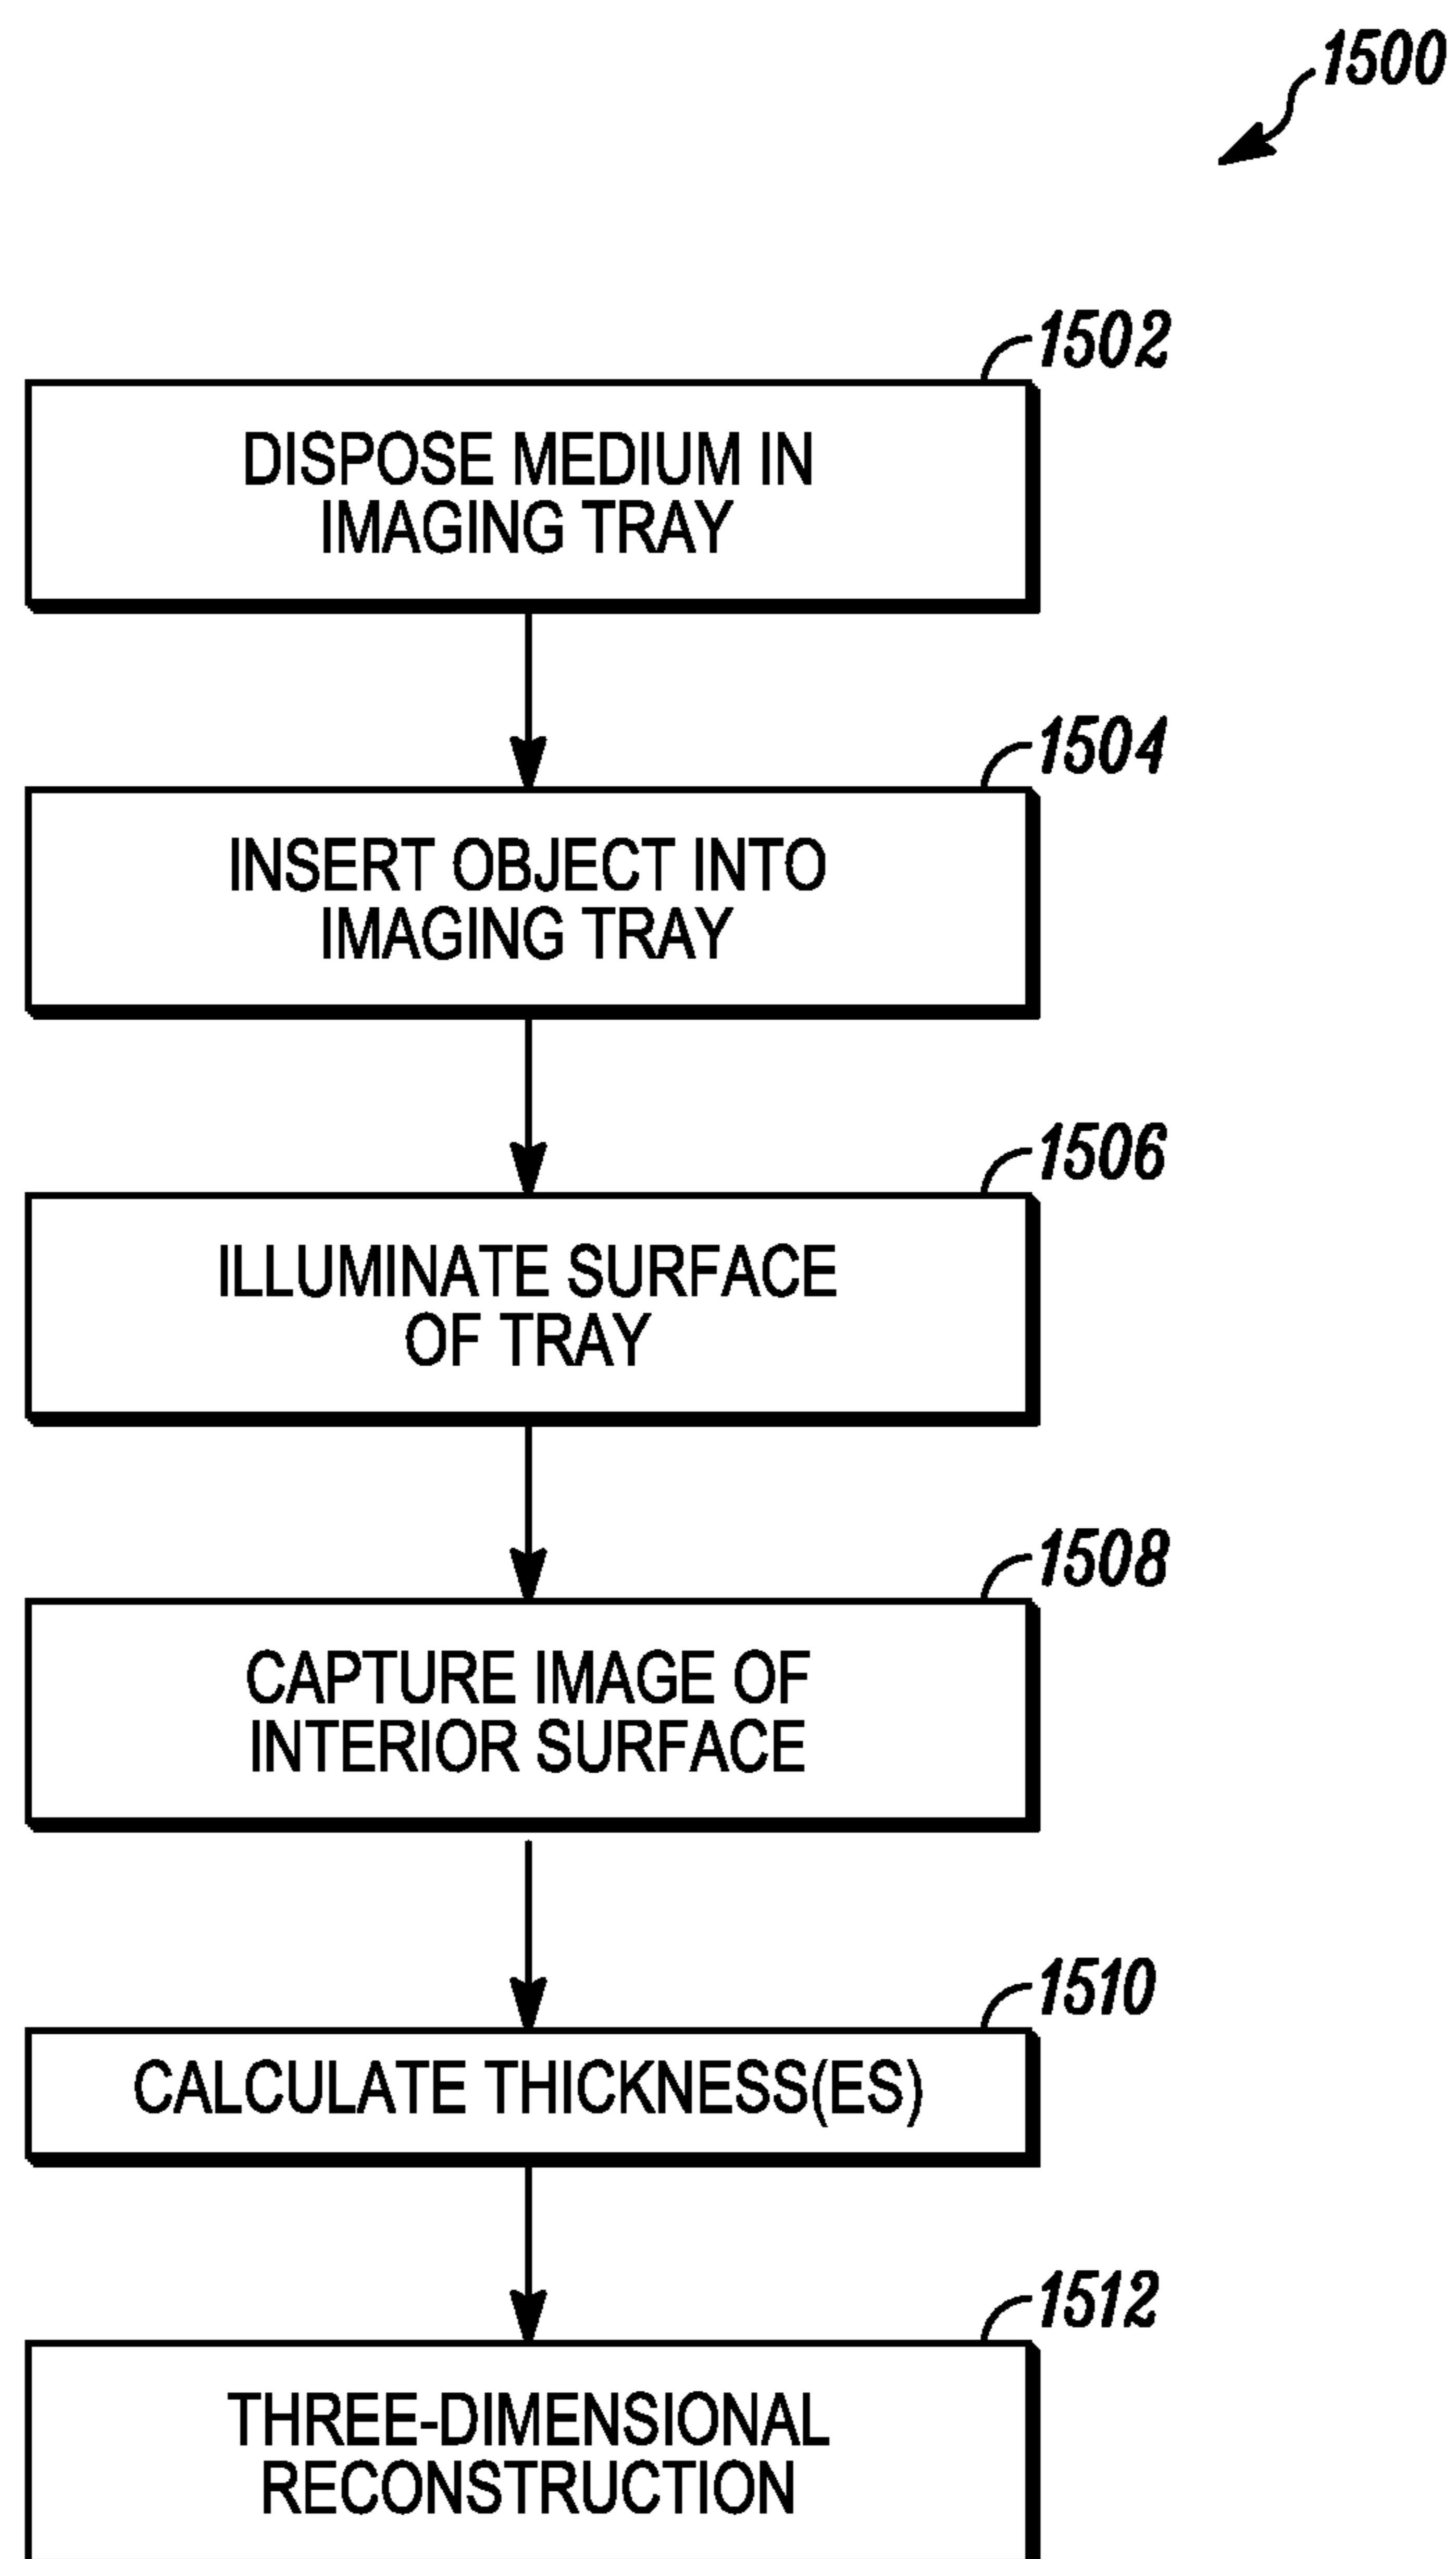 1500
1502
DISPOSE MEDIUM IN
IMAGING TRAY
1504
INSERT OBJECT INTO
IMAGING TRAY
1506
ILLUMINATE SURFACE
OF TRAY
1508
CAPTURE IMAGE OF
INTERIOR SURFACE
1510
CALCULATE THICKNESS(ES)
1512
THREE-DIMENSIONAL
RECONSTRUCTION